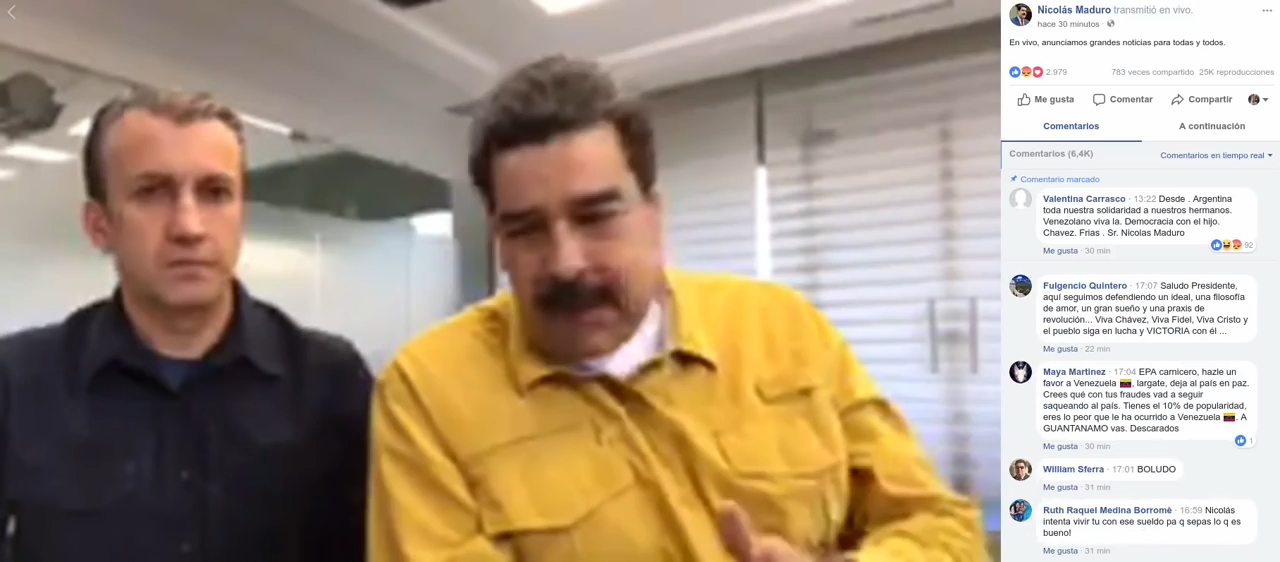 Nicolás Maduro transmitió en vivo.
hace 30 minutos ·
En vivo, anunciamos grandes noticias para todas y todos.
2.979 783 veces compartido 25K reproducciones
Me gusta Comentar Compartir
Comentarios A continuación
Comentarios (6,4K) Comentarios en tiempo real
Comentario marcado
Valentina Carrasco · 13:22 Desde . Argentina
toda nuestra solidaridad a nuestros hermanos.
Venezolano viva la. Democracia con el hijo.
Chavez. Frias . Sr. Nicolas Maduro
92
Me gusta · 30 min
Fulgencio Quintero · 17:07 Saludo Presidente,
aquí seguimos defendiendo un ideal, una filosofía
de amor, un gran sueño y una praxis de
revolución... Viva Chávez, Viva Fidel, Viva Cristo y
el pueblo siga en lucha y VICTORIA con él ...
Me gusta · 22 min
Maya Martinez · 17:04 EPA carnicero, hazle un
favor a Venezuela 🇻🇪, largate, deja al país en paz.
Crees qué con tus fraudes vad a seguir
saqueando al país. Tienes el 10% de popularidad,
eres lo peor que le ha ocurrido a Venezuela 🇻🇪. A
GUANTANAMO vas. Descarados
1
Me gusta · 30 min
William Sferra · 17:01 BOLUDO
Me gusta · 31 min
Ruth Raquel Medina Borromè · 16:59 Nicolás
intenta vivir tu con ese sueldo pa q sepas lo q es
bueno!
Me gusta · 31 min